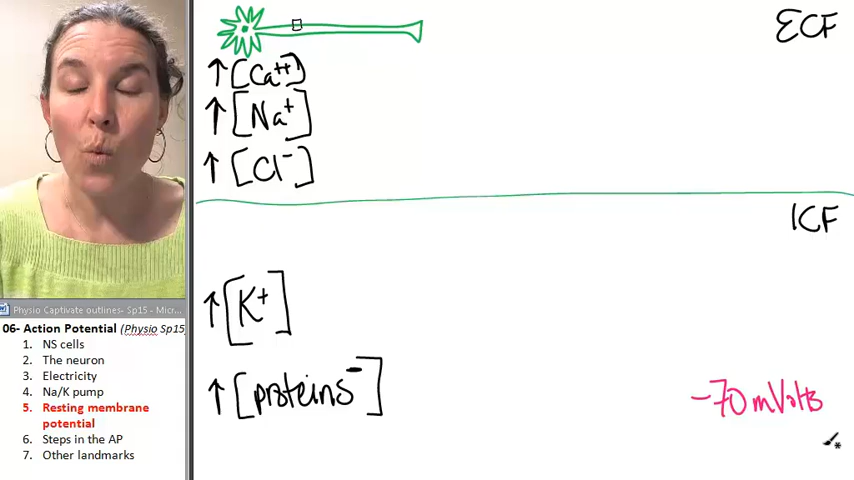 ECF
↑[Ca++]
↑[Na+]
↑[Cl-]
ICF
↑[K+]
↑[proteins-]
-70 mVolts
Physio Captivate outlines- Sp15 - Micr...
06- Action Potential (Physio Sp15
1. NS cells
2. The neuron
3. Electricity
4. Na/K pump
5. Resting membrane
potential
6. Steps in the AP
7. Other landmarks